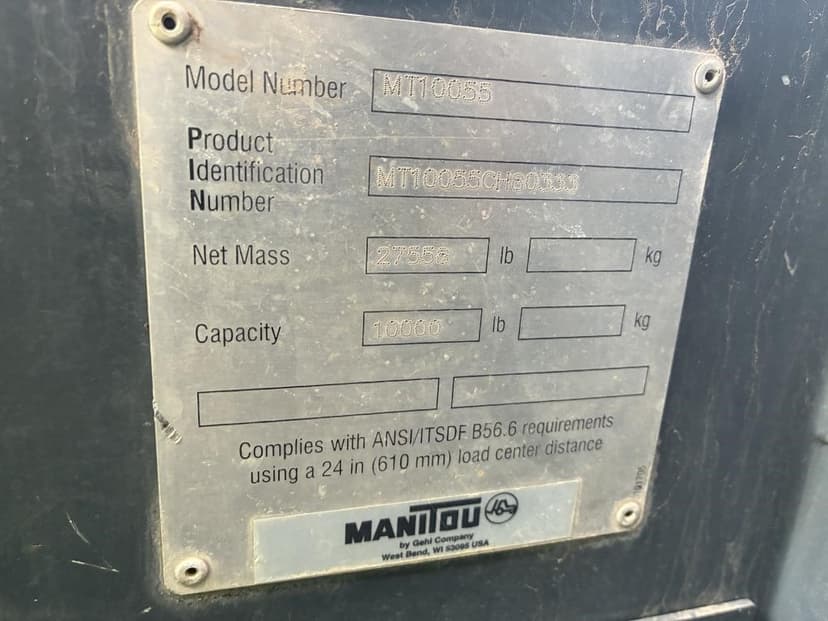 Model Number MT10055
Product
Identification
Number
MT10055CH80333
Net Mass 27558 lb kg
Capacity 10000 lb kg
Complies with ANSI/ITSDF B56.6 requirements
using a 24 in (610 mm) load center distance
MANITOU
by Gehl Company
West Bend, WI 53095 USA